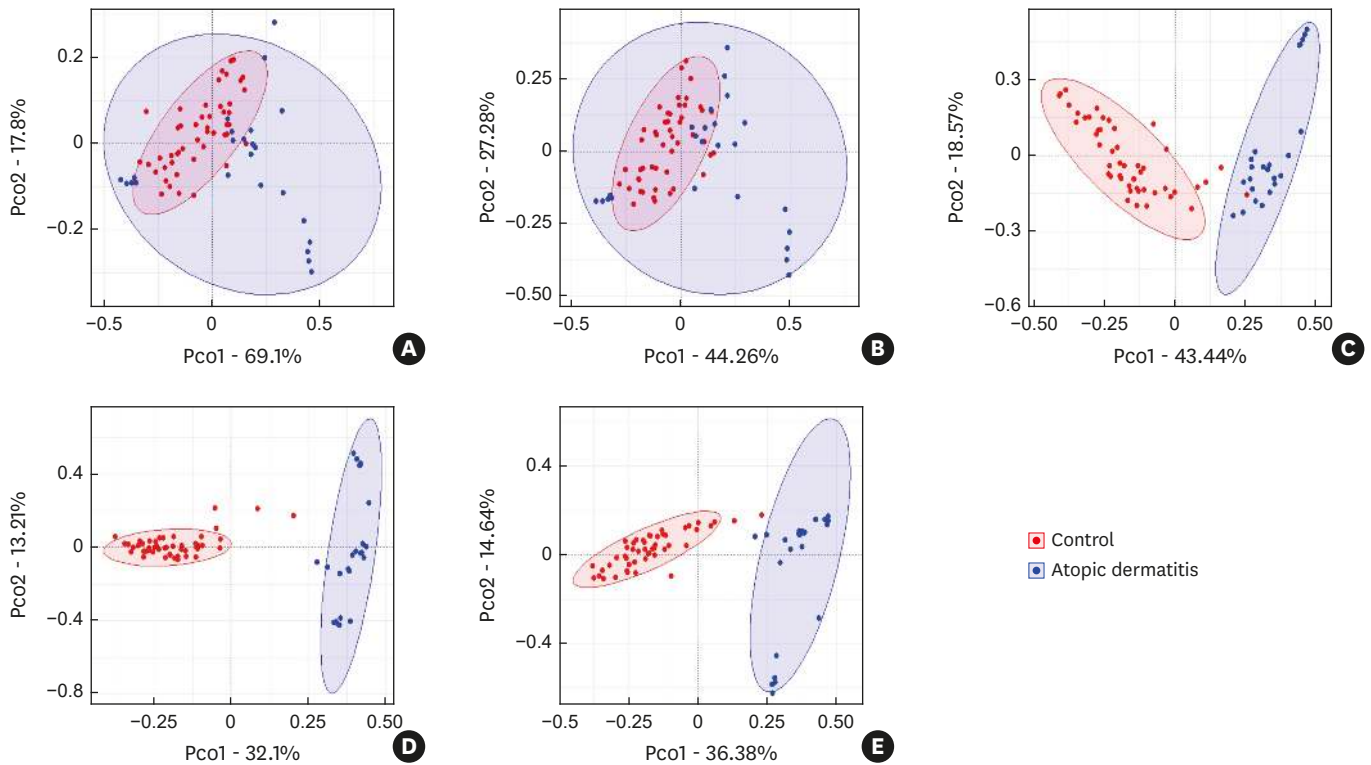 0.2
0
−0.2
−0.5
0
0.5
Pco2 - 17.8%
Pco1 - 69.1%
A
0.25
0
−0.25
−0.50
−0.5
0
0.5
Pco2 - 27.28%
Pco1 - 44.26%
B
0.3
0
−0.3
−0.6
−0.50
−0.25
0
0.25
0.50
Pco2 - 18.57%
Pco1 - 43.44%
C
0.4
0
−0.4
−0.8
−0.25
0
0.25
0.50
Pco2 - 13.21%
Pco1 - 32.1%
D
0.4
0
−0.4
−0.5
−0.25
0
0.25
0.50
Pco2 - 14.64%
Pco1 - 36.38%
E
Control
Atopic dermatitis